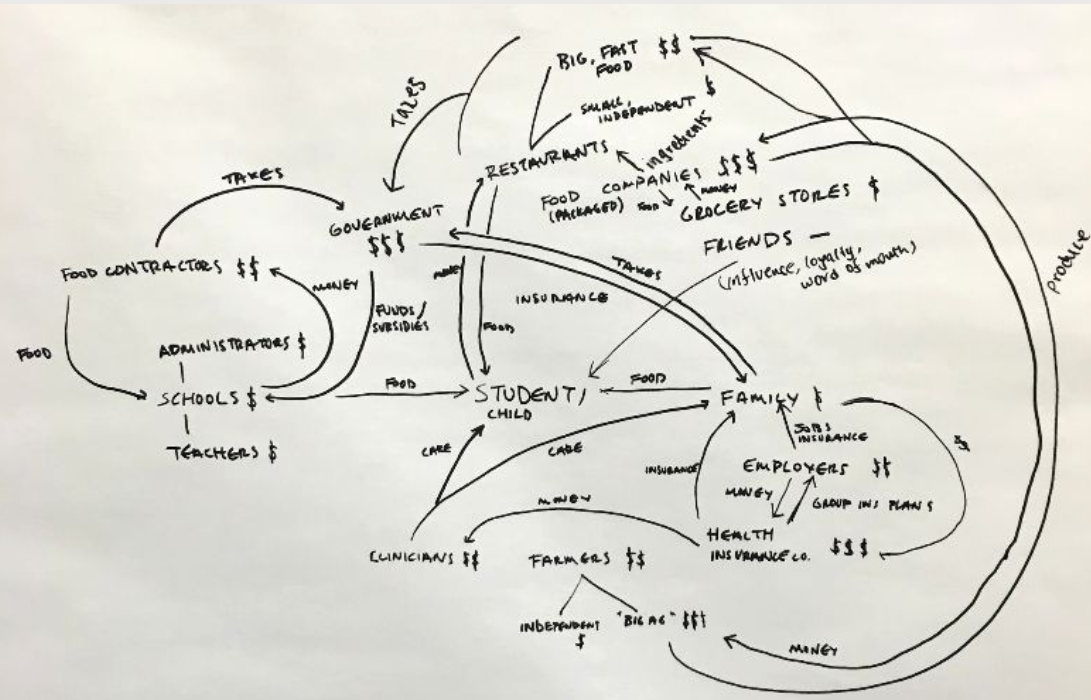 BIG, FAST $$
FOOD
SMALL, $
INDEPENDENT
TAXES
RESTAURANTS
ingredients
FOOD COMPANIES $$$
(PACKAGED)
MONEY
FOOD
GROCERY STORES $
TAXES
GOVERNMENT
$$$
FRIENDS –
(influence, loyalty,
word of mouth)
produce
FOOD CONTRACTORS $$
MONEY
MONEY
TAXES
INSURANCE
FUNDS/
SUBSIDIES
FOOD
FOOD
ADMINISTRATORS $
SCHOOLS $
TEACHERS $
FOOD
STUDENT/
CHILD
FOOD
FAMILY $
CARE
CARE
JOBS
INSURANCE
$$
INSURANCE
EMPLOYERS $$
MONEY
GROUP INS PLANS
MONEY
HEALTH
INSURANCE CO. $$$
CLINICIANS $$
FARMERS $$
INDEPENDENT
$
"BIG AG" $$$
MONEY